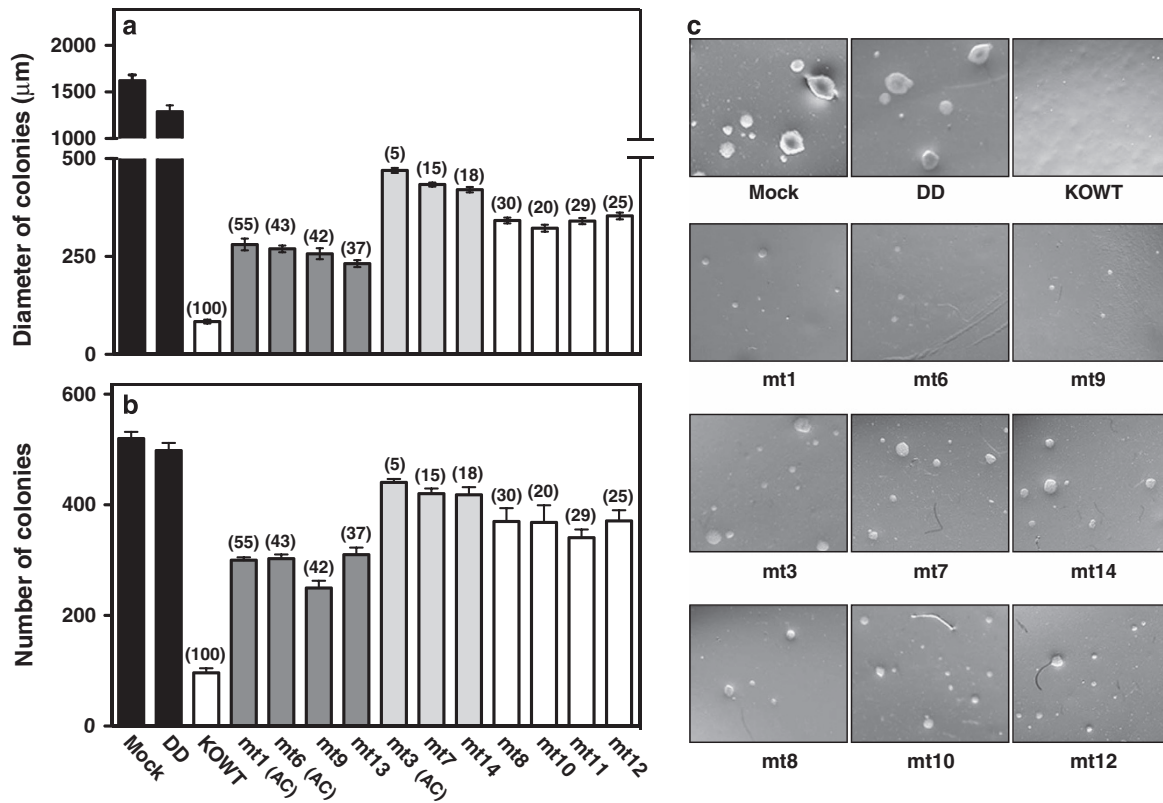 a
2000
1500
1000
500
250
0
Diameter of colonies (μm)
(100)
(55)
(43)
(42)
(37)
(5)
(15)
(18)
(30)
(20)
(29)
(25)
b
600
400
200
0
Number of colonies
(100)
(55)
(43)
(42)
(37)
(5)
(15)
(18)
(30)
(20)
(29)
(25)
Mock
DD
KOWT
mt1 (AC)
mt6 (AC)
mt9
mt13
mt3 (AC)
mt7
mt14
mt8
mt10
mt11
mt12
c
Mock DD KOWT
mt1 mt6 mt9
mt3 mt7 mt14
mt8 mt10 mt12